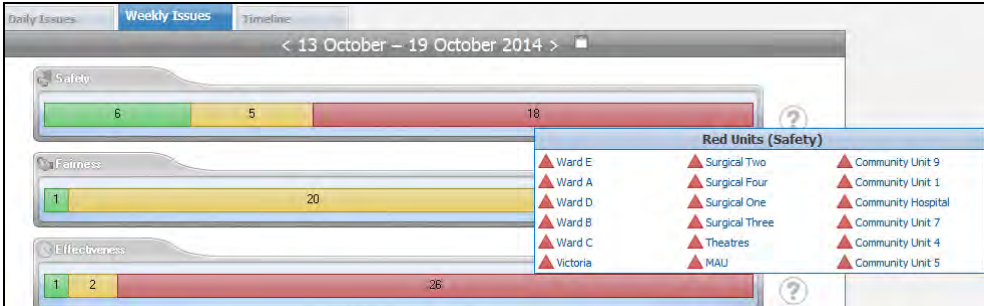 Daily Issues Weekly Issues Timeline
< 13 October – 19 October 2014 >
Safety
6 5 18
?
Red Units (Safety)
Ward E Surgical Two Community Unit 9
Ward A Surgical Four Community Unit 1
Ward D Surgical One Community Hospital
Ward B Surgical Three Community Unit 7
Ward C Theatres Community Unit 4
Victoria MAU Community Unit 5
Fairness
1 20
Effectiveness
1 2 26
?